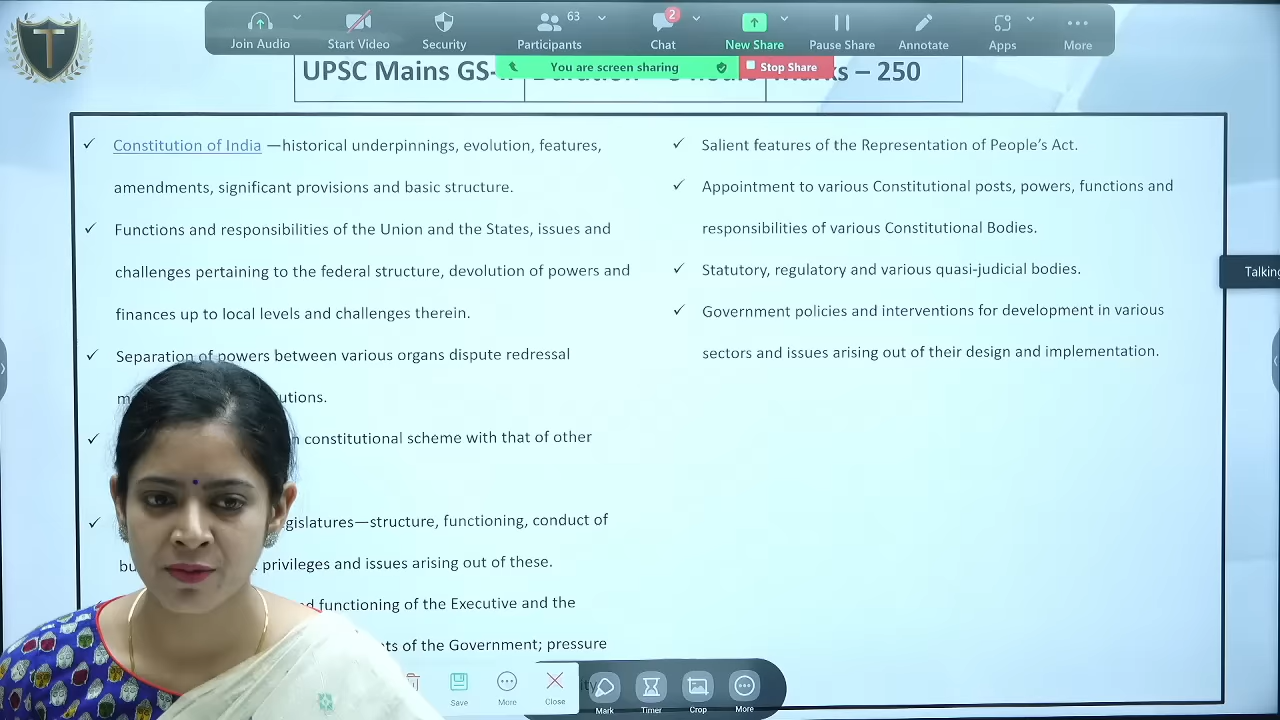 T
63
2
Join Audio
Start Video
Security
Participants
Chat
New Share
Pause Share
Annotate
Apps
More
You are screen sharing
Stop Share
UPSC Mains GS-
ks – 250
Talking
Constitution of India —historical underpinnings, evolution, features,
amendments, significant provisions and basic structure.
Functions and responsibilities of the Union and the States, issues and
challenges pertaining to the federal structure, devolution of powers and
finances up to local levels and challenges therein.
Separation of powers between various organs dispute redressal
utions.
constitutional scheme with that of other
gislatures—structure, functioning, conduct of
bu privileges and issues arising out of these.
d functioning of the Executive and the
ts of the Government; pressure
Salient features of the Representation of People’s Act.
Appointment to various Constitutional posts, powers, functions and
responsibilities of various Constitutional Bodies.
Statutory, regulatory and various quasi-judicial bodies.
Government policies and interventions for development in various
sectors and issues arising out of their design and implementation.
Save
More
Close
Mark
Timer
Crop
More